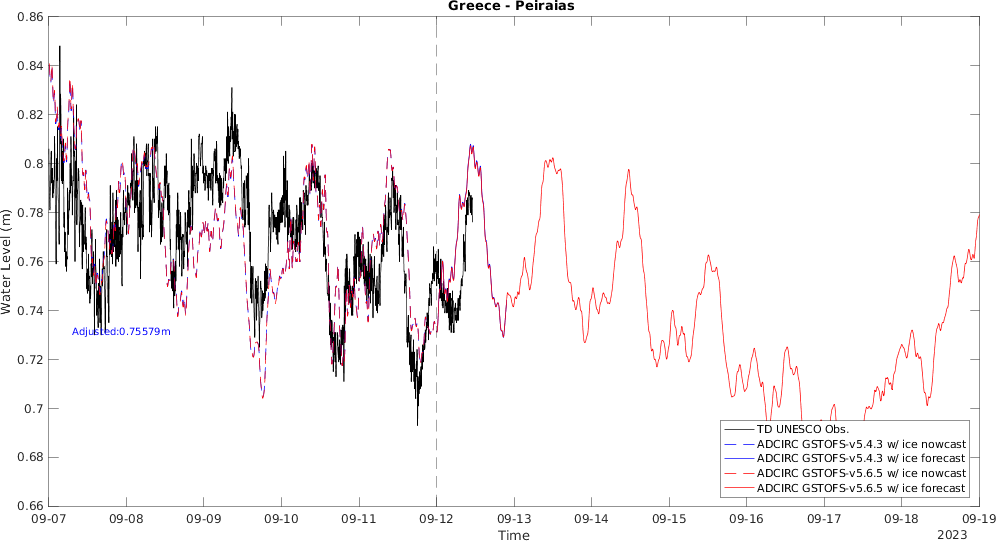 Greece - Peiraias
0.86
0.84
0.82
0.8
0.78
0.76
0.74
0.72
0.7
0.68
0.66
Water Level (m)
Adjusted:0.75579m
TD UNESCO Obs.
ADCIRC GSTOFS-v5.4.3 w/ ice nowcast
ADCIRC GSTOFS-v5.4.3 w/ ice forecast
ADCIRC GSTOFS-v5.6.5 w/ ice nowcast
ADCIRC GSTOFS-v5.6.5 w/ ice forecast
09-07 09-08 09-09 09-10 09-11 09-12 09-13 09-14 09-15 09-16 09-17 09-18 09-19
Time
2023